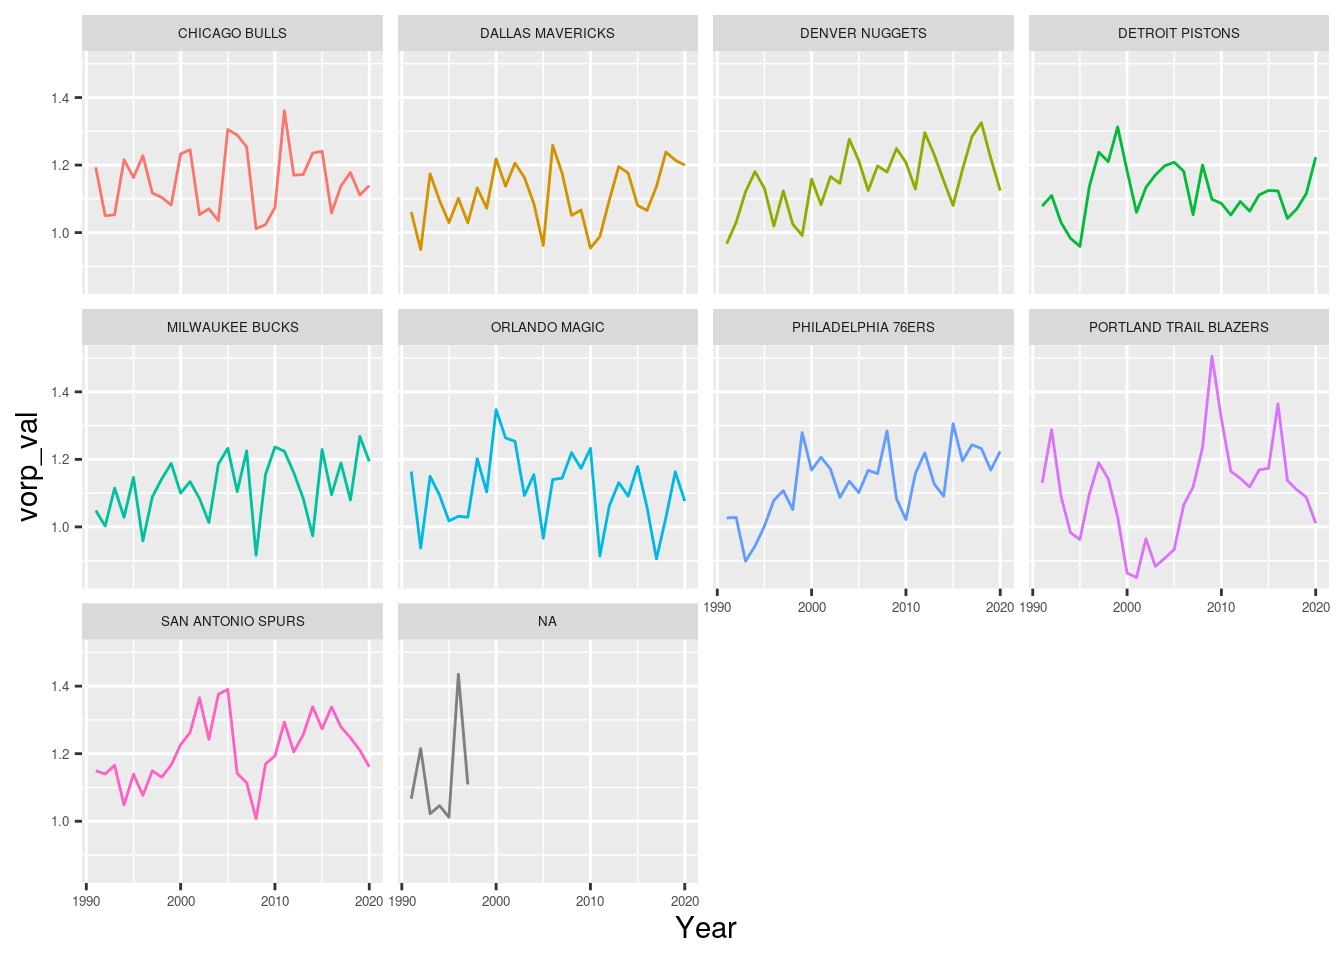 CHICAGO BULLS DALLAS MAVERICKS DENVER NUGGETS DETROIT PISTONS
1.4
1.2
1.0
MILWAUKEE BUCKS ORLANDO MAGIC PHILADELPHIA 76ERS PORTLAND TRAIL BLAZERS
1.4
1.2
1.0
vorp_val
1990 2000 2010 2020 1990 2000 2010 2020
SAN ANTONIO SPURS NA
1.4
1.2
1.0
1990 2000 2010 2020 1990 2000 2010 2020
Year